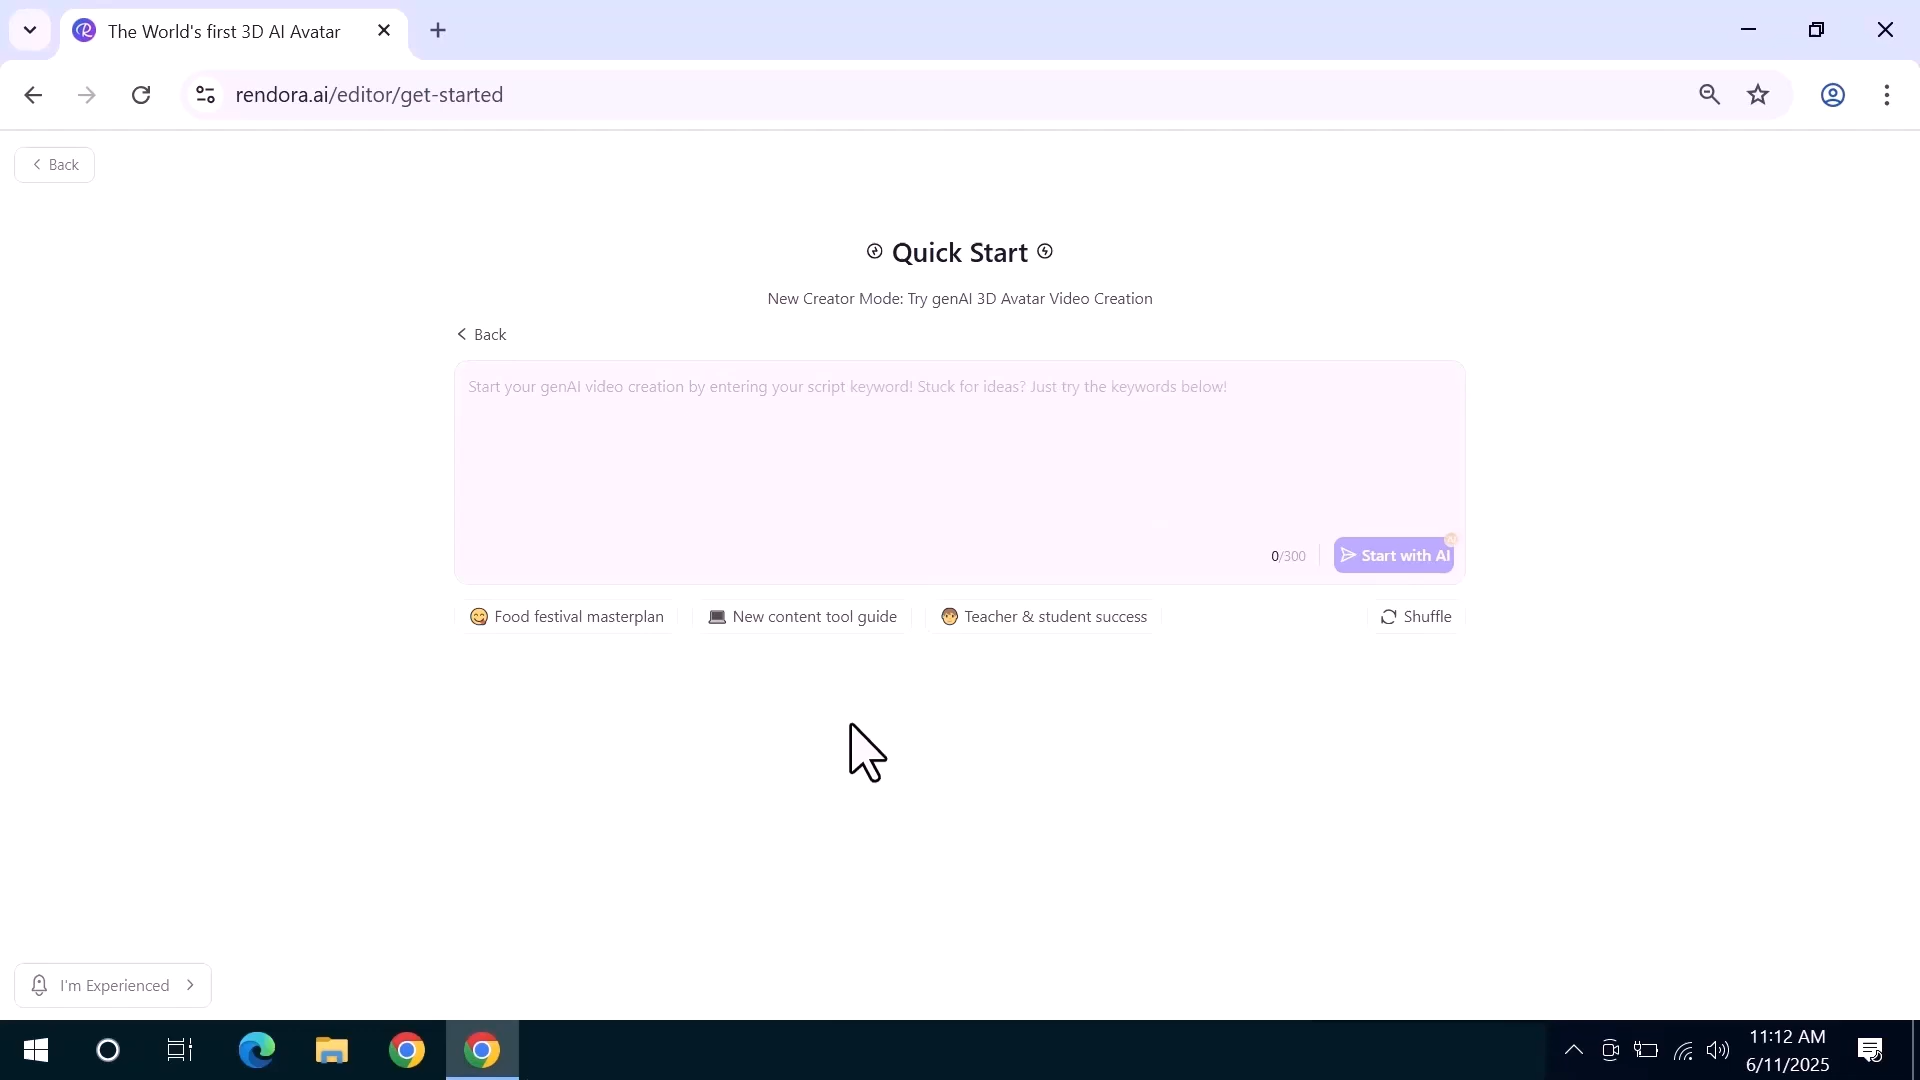 The World's first 3D AI Avatar
rendora.ai/editor/get-started
Back
Quick Start
New Creator Mode: Try genAI 3D Avatar Video Creation
Back
Start your genAI video creation by entering your script keyword! Stuck for ideas? Just try the keywords below!
0/300
Start with AI
Food festival masterplan
New content tool guide
Teacher & student success
Shuffle
I'm Experienced
11:12 AM
6/11/2025